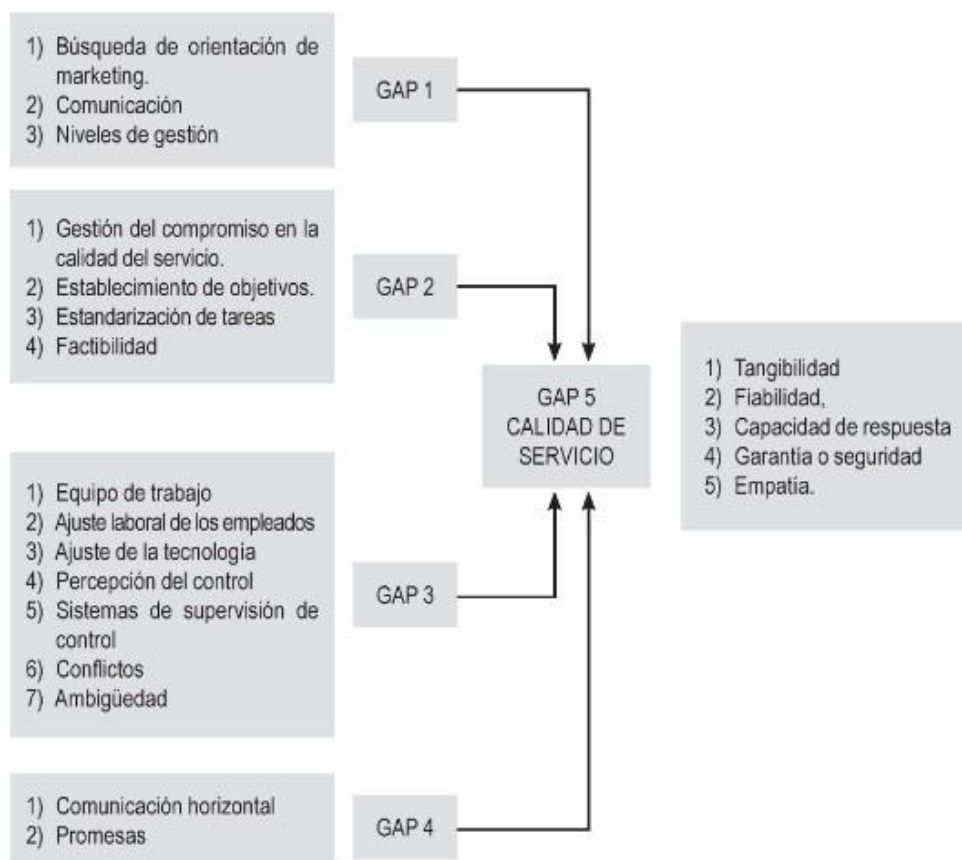 1) Búsqueda de orientación de
marketing.
2) Comunicación
3) Niveles de gestión
GAP 1
1) Gestión del compromiso en la
calidad del servicio.
2) Establecimiento de objetivos.
3) Estandarización de tareas
4) Factibilidad
GAP 2
GAP 5
CALIDAD DE
SERVICIO
1) Tangibilidad
2) Fiabilidad,
3) Capacidad de respuesta
4) Garantía o seguridad
5) Empatía.
1) Equipo de trabajo
2) Ajuste laboral de los empleados
3) Ajuste de la tecnología
4) Percepción del control
5) Sistemas de supervisión de
control
6) Conflictos
7) Ambigüedad
GAP 3
1) Comunicación horizontal
2) Promesas
GAP 4